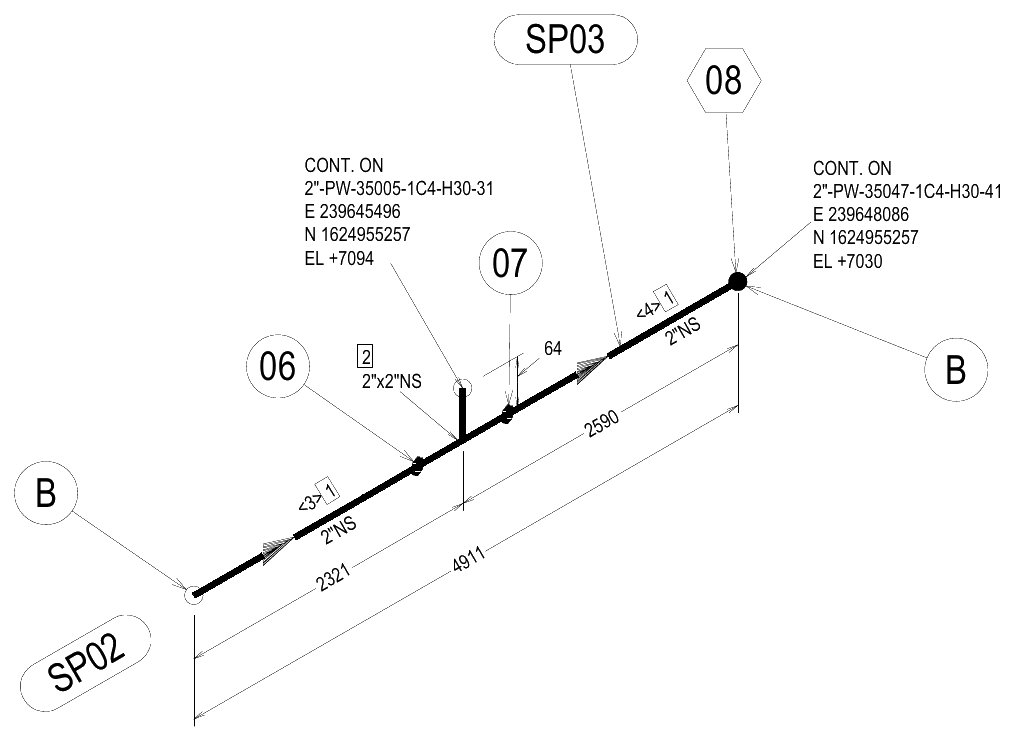 SP03
08
CONT. ON
2"-PW-35005-1C4-H30-31
E 239645496
N 1624955257
EL +7094
CONT. ON
2"-PW-35047-1C4-H30-41
E 239648086
N 1624955257
EL +7030
07
<4> 1
2"NS
64
06
2
2"x2"NS
B
2590
B
<3> 1
2"NS
2321
4911
SP02